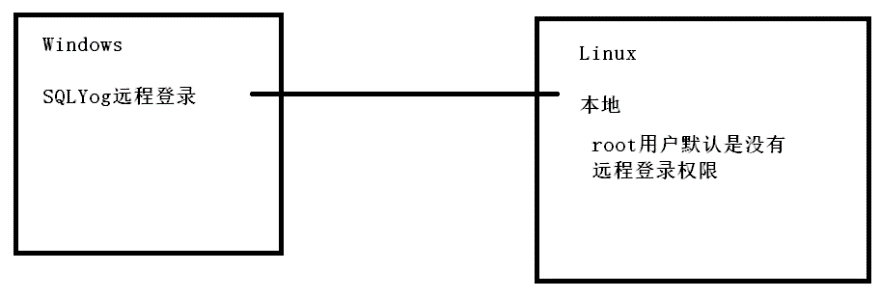 Windows
SQLYog远程登录
Linux
本地
root用户默认是没有
远程登录权限